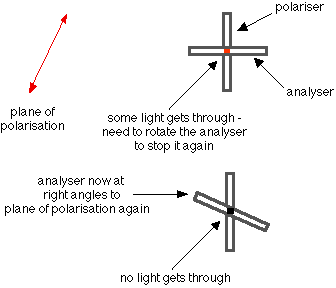 polariser
analyser
plane of
polarisation
some light gets through -
need to rotate the analyser
to stop it again
analyser now at
right angles to
plane of polarisation again
no light gets through